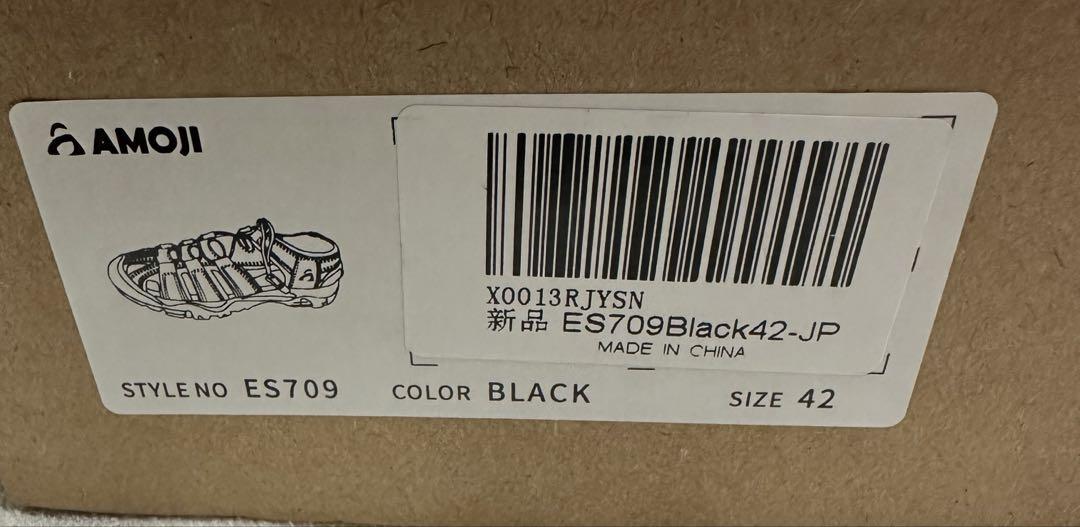 AMOJI
X0013RJYSN
新品 ES709Black42-JP
MADE IN CHINA
STYLE NO ES709 COLOR BLACK SIZE 42